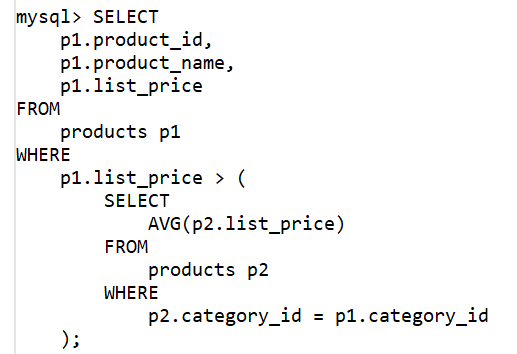 mysql> SELECT
p1.product_id,
p1.product_name,
p1.list_price
FROM
products p1
WHERE
p1.list_price > (
SELECT
AVG(p2.list_price)
FROM
products p2
WHERE
p2.category_id = p1.category_id
);